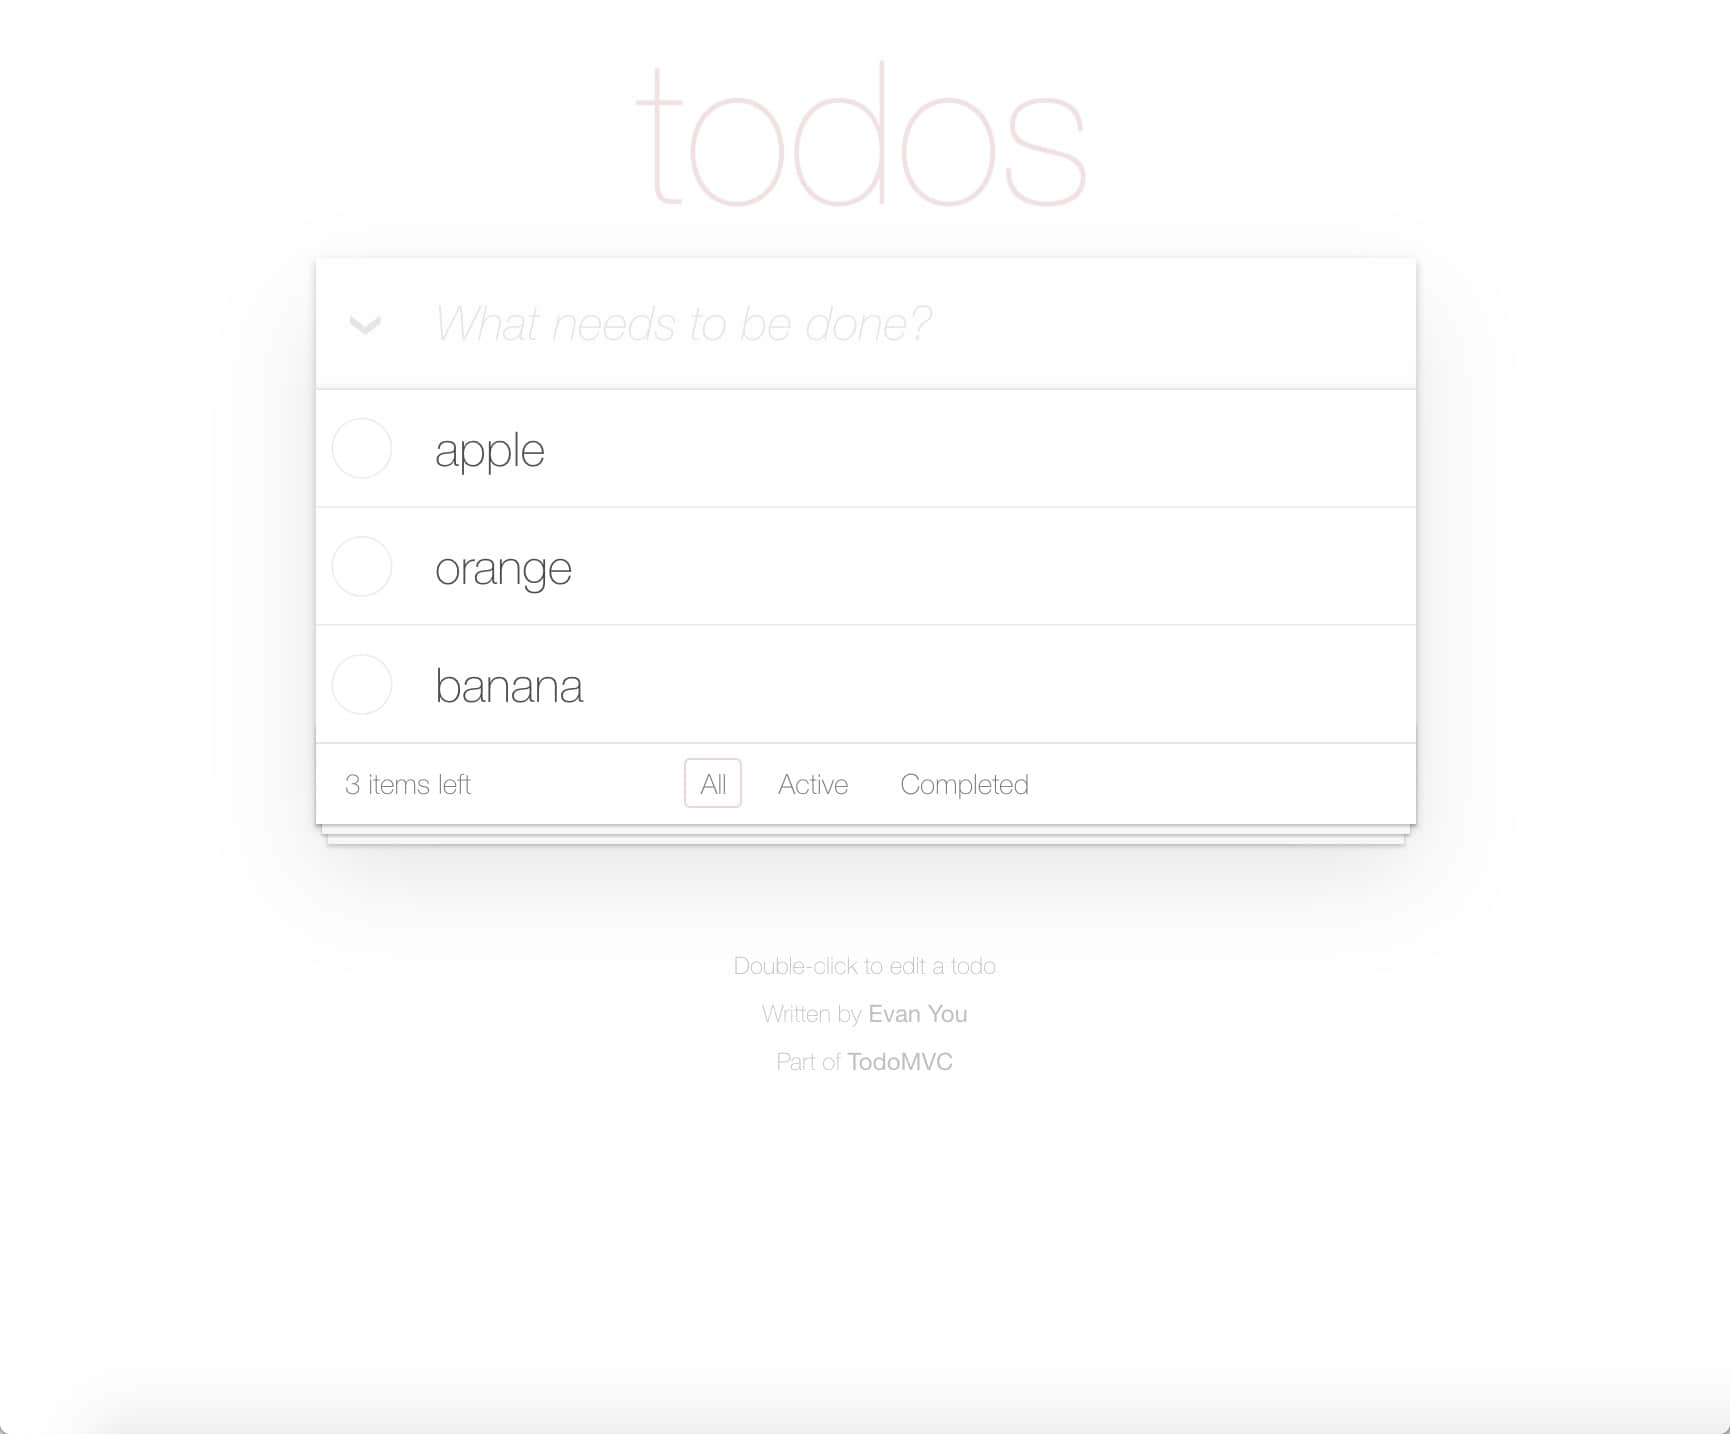 todos
What needs to be done?
apple
orange
banana
3 items left All Active Completed
Double-click to edit a todo
Written by Evan You
Part of TodoMVC